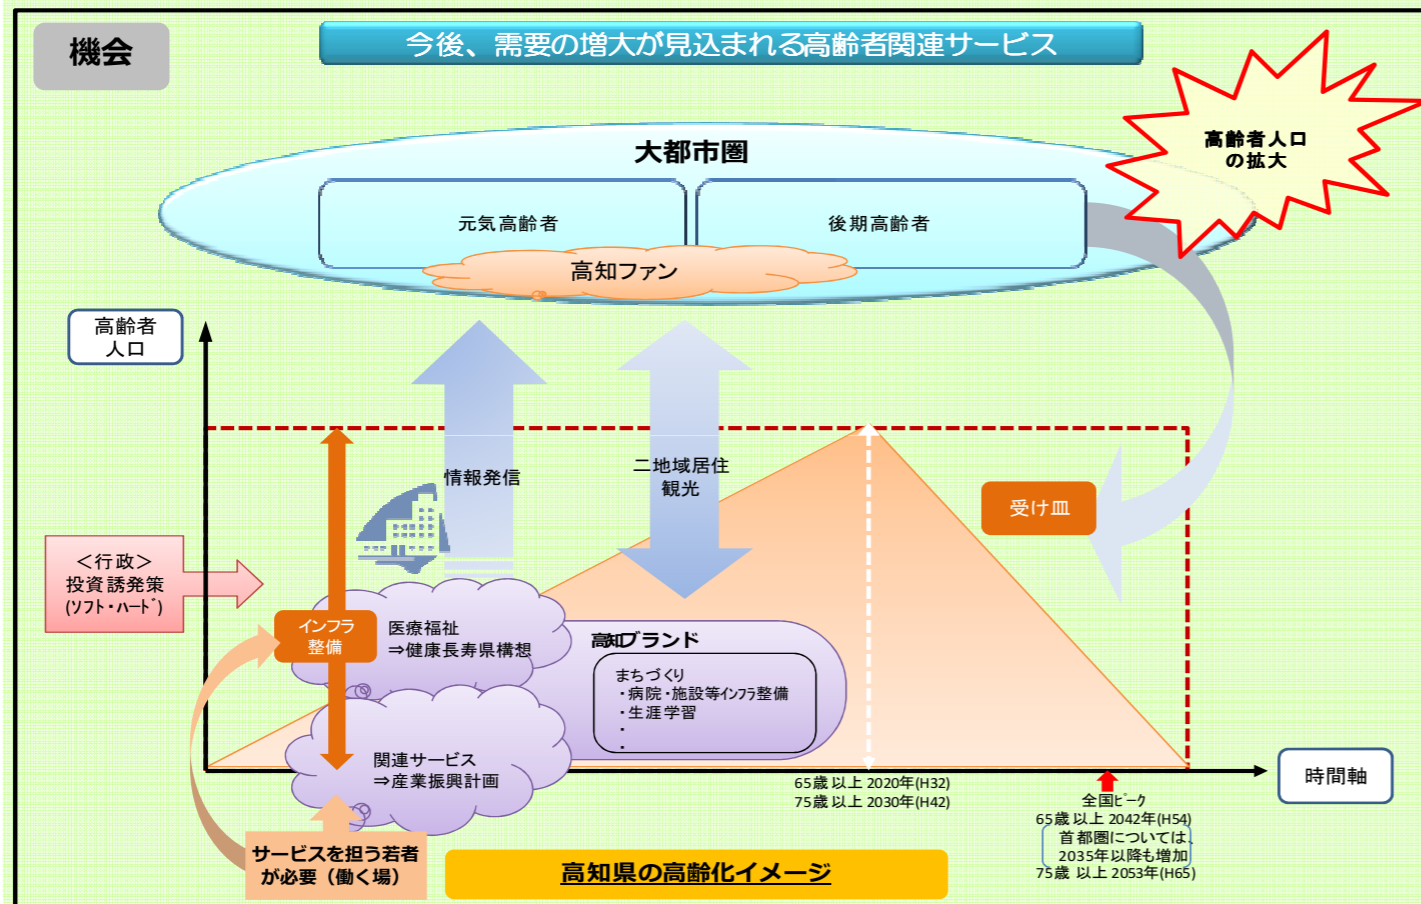 機会
今後、需要の増大が見込まれる高齢者関連サービス
高齢者人口
の拡大
大都市圏
元気高齢者
後期高齢者
高知ファン
高齢者
人口
情報発信
二地域居住
観光
受け皿
＜行政＞
投資誘発策
(ｿﾌﾄ･ﾊｰﾄﾞ)
インフラ
整備
医療福祉
⇒健康長寿県構想
高知ブランド
まちづくり
・病院・施設等ｲﾝﾌﾗ整備
・生涯学習
・
・
関連サービス
⇒産業振興計画
65歳以上 2020年(H32)
75歳以上 2030年(H42)
時間軸
全国ﾋﾟｰｸ
65歳以上 2042年(H54)
首都圏については、
2035年以降も増加
75歳以上 2053年(H65)
サービスを担う若者
が必要（働く場）
高知県の高齢化イメージ